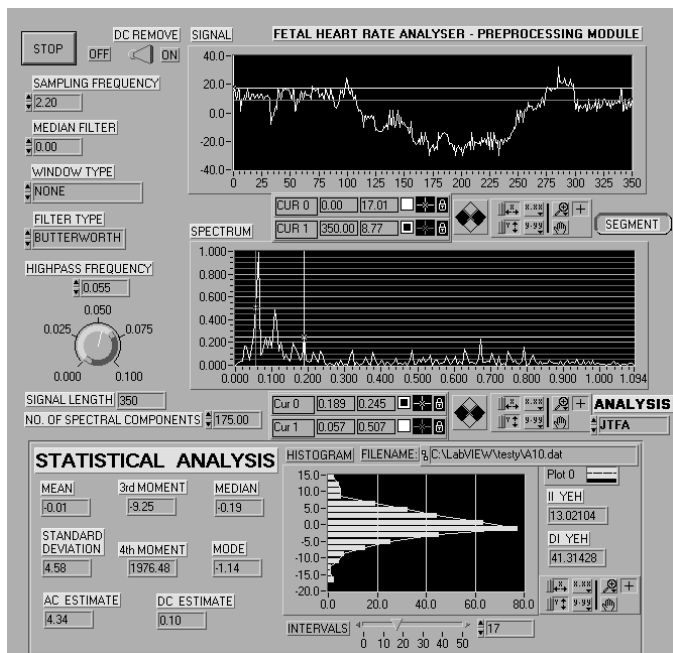 FETAL HEART RATE ANALYSER - PREPROCESSING MODULE
STOP
DC REMOVE
OFF
ON
SIGNAL
40.0
20.0
0.0
-20.0
-40.0
0 25 50 75 100 125 150 175 200 225 250 275 300 325 350
SAMPLING FREQUENCY
2.20
MEDIAN FILTER
0.00
WINDOW TYPE
NONE
FILTER TYPE
BUTTERWORTH
HIGHPASS FREQUENCY
0.055
0.050
0.025
0.075
0.000
0.100
SIGNAL LENGTH 350
NO. OF SPECTRAL COMPONENTS 175.00
CUR 0 0.00 17.01
CUR 1 350.00 8.77
X.XX
Y.YY
SEGMENT
SPECTRUM
1.000
0.800
0.600
0.400
0.200
0.000
0.000 0.100 0.200 0.300 0.400 0.500 0.600 0.700 0.800 0.900 1.094
Cur 0 0.189 0.245
Cur 1 0.057 0.507
X.XX
Y.YY
ANALYSIS
JTFA
STATISTICAL ANALYSIS
MEAN
-0.01
3rd MOMENT
-9.25
MEDIAN
-0.19
STANDARD
DEVIATION
4.58
4th MOMENT
1976.48
MODE
-1.14
AC ESTIMATE
4.34
DC ESTIMATE
0.10
HISTOGRAM
FILENAME: C:\LabVIEW\testy\A10.dat
15.0
10.0
5.0
0.0
-5.0
-10.0
-15.0
-20.0
0.0 20.0 40.0 60.0 80.0
INTERVALS
0 10 20 30 40 50
17
Plot 0
II YEH
13.02104
DI YEH
41.31428
X.XX
Y.YY